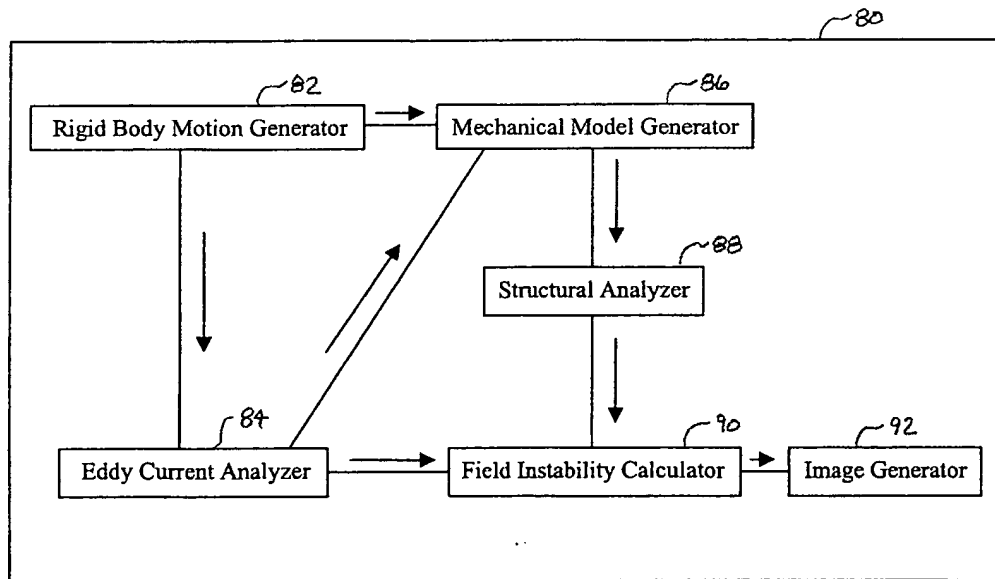 80
82
86
Rigid Body Motion Generator
Mechanical Model Generator
88
Structural Analyzer
84
90
92
Eddy Current Analyzer
Field Instability Calculator
Image Generator